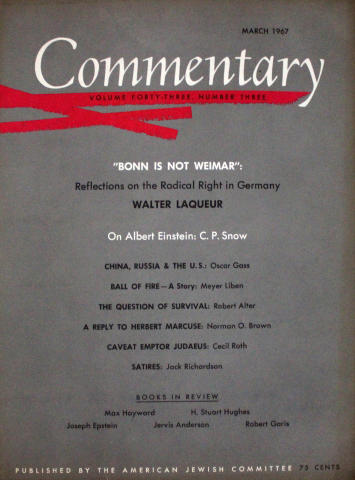 MARCH 1967
Commentary
VOLUME FORTY-THREE, NUMBER THREE
"BONN IS NOT WEIMAR":
Reflections on the Radical Right in Germany
WALTER LAQUEUR
On Albert Einstein: C. P. Snow
CHINA, RUSSIA & THE U. S.: Oscar Gass
BALL OF FIRE—A Story: Meyer Liben
THE QUESTION OF SURVIVAL: Robert Alter
A REPLY TO HERBERT MARCUSE: Norman O. Brown
CAVEAT EMPTOR JUDAEUS: Cecil Roth
SATIRES: Jack Richardson
BOOKS IN REVIEW
Max Hayward H. Stuart Hughes
Joseph Epstein Jervis Anderson Robert Garis
PUBLISHED BY THE AMERICAN JEWISH COMMITTEE 75 CENTS